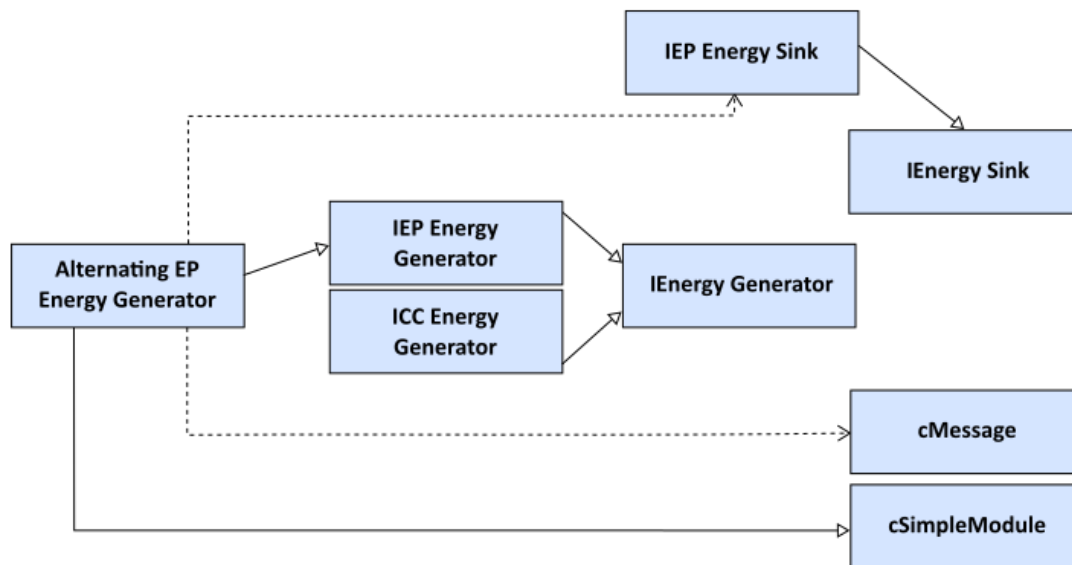 IEP Energy Sink
IEnergy Sink
IEP Energy
Generator
Alternating EP
Energy Generator
IEnergy Generator
ICC Energy
Generator
cMessage
cSimpleModule